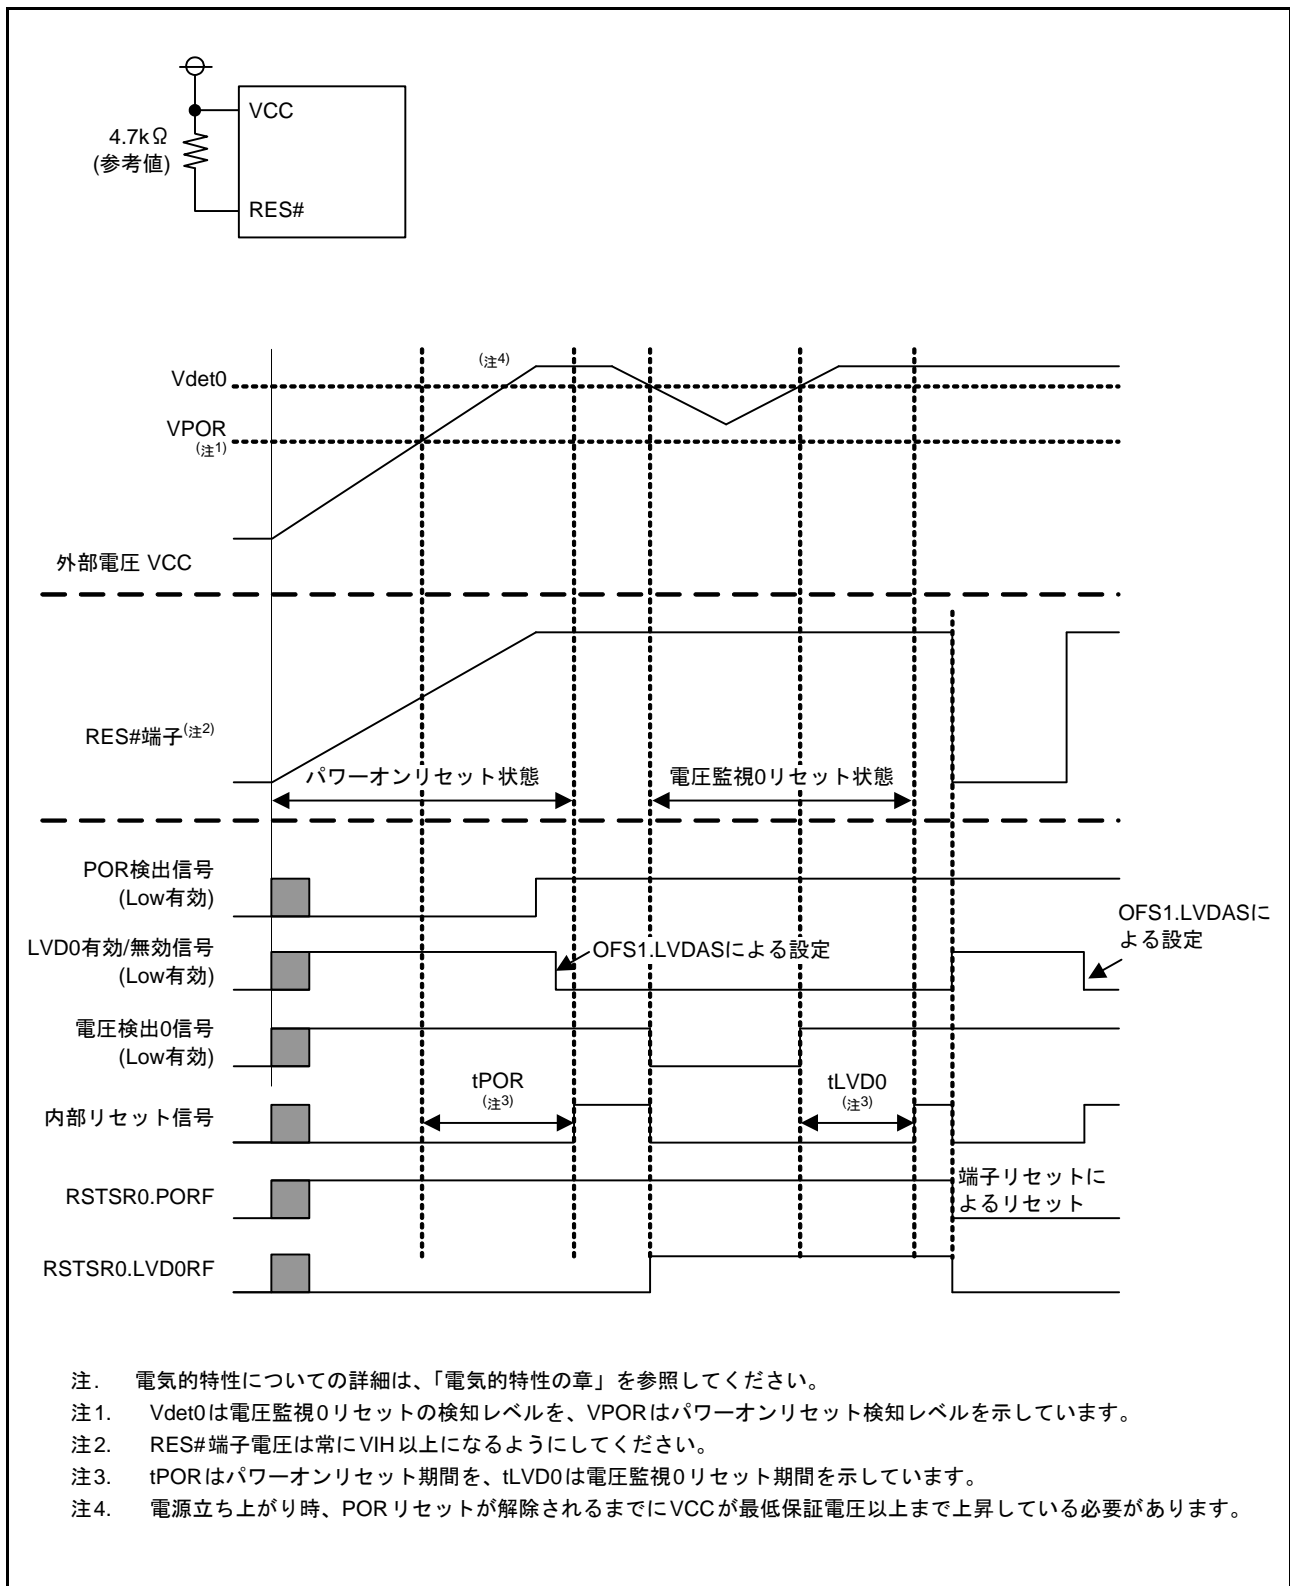 VCC
4.7kΩ
(参考値)
RES#
(注4)
Vdet0
VPOR
(注1)
外部電圧 VCC
RES#端子(注2)
パワーオンリセット状態
電圧監視0リセット状態
POR検出信号
(Low有効)
OFS1.LVDASに
よる設定
LVD0有効/無効信号
(Low有効)
OFS1.LVDASによる設定
電圧検出0信号
(Low有効)
tPOR
(注3)
tLVD0
(注3)
内部リセット信号
RSTSR0.PORF
端子リセットに
よるリセット
RSTSR0.LVD0RF
注. 電気的特性についての詳細は、「電気的特性の章」を参照してください。
注1. Vdet0は電圧監視0リセットの検知レベルを、VPORはパワーオンリセット検知レベルを示しています。
注2. RES#端子電圧は常にVIH以上になるようにしてください。
注3. tPORはパワーオンリセット期間を、tLVD0は電圧監視0リセット期間を示しています。
注4. 電源立ち上がり時、PORリセットが解除されるまでにVCCが最低保証電圧以上まで上昇している必要があります。